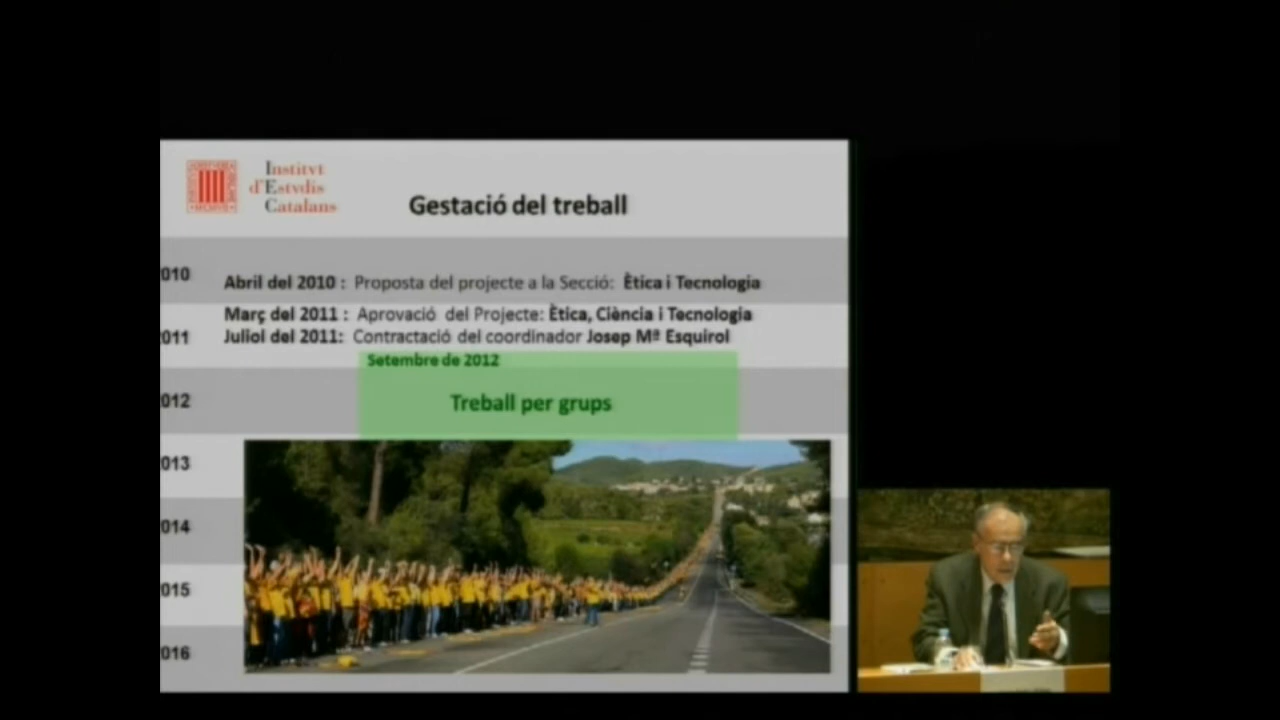 Institvt
d'Estvdis
Catalans
Gestació del treball
010
Abril del 2010 : Proposta del projecte a la Secció: Ètica i Tecnologia
Març del 2011 : Aprovació del Projecte: Ètica, Ciència i Tecnologia
011
Juliol del 2011: Contractació del coordinador Josep Mª Esquirol
Setembre de 2012
012
Treball per grups
013
014
015
016